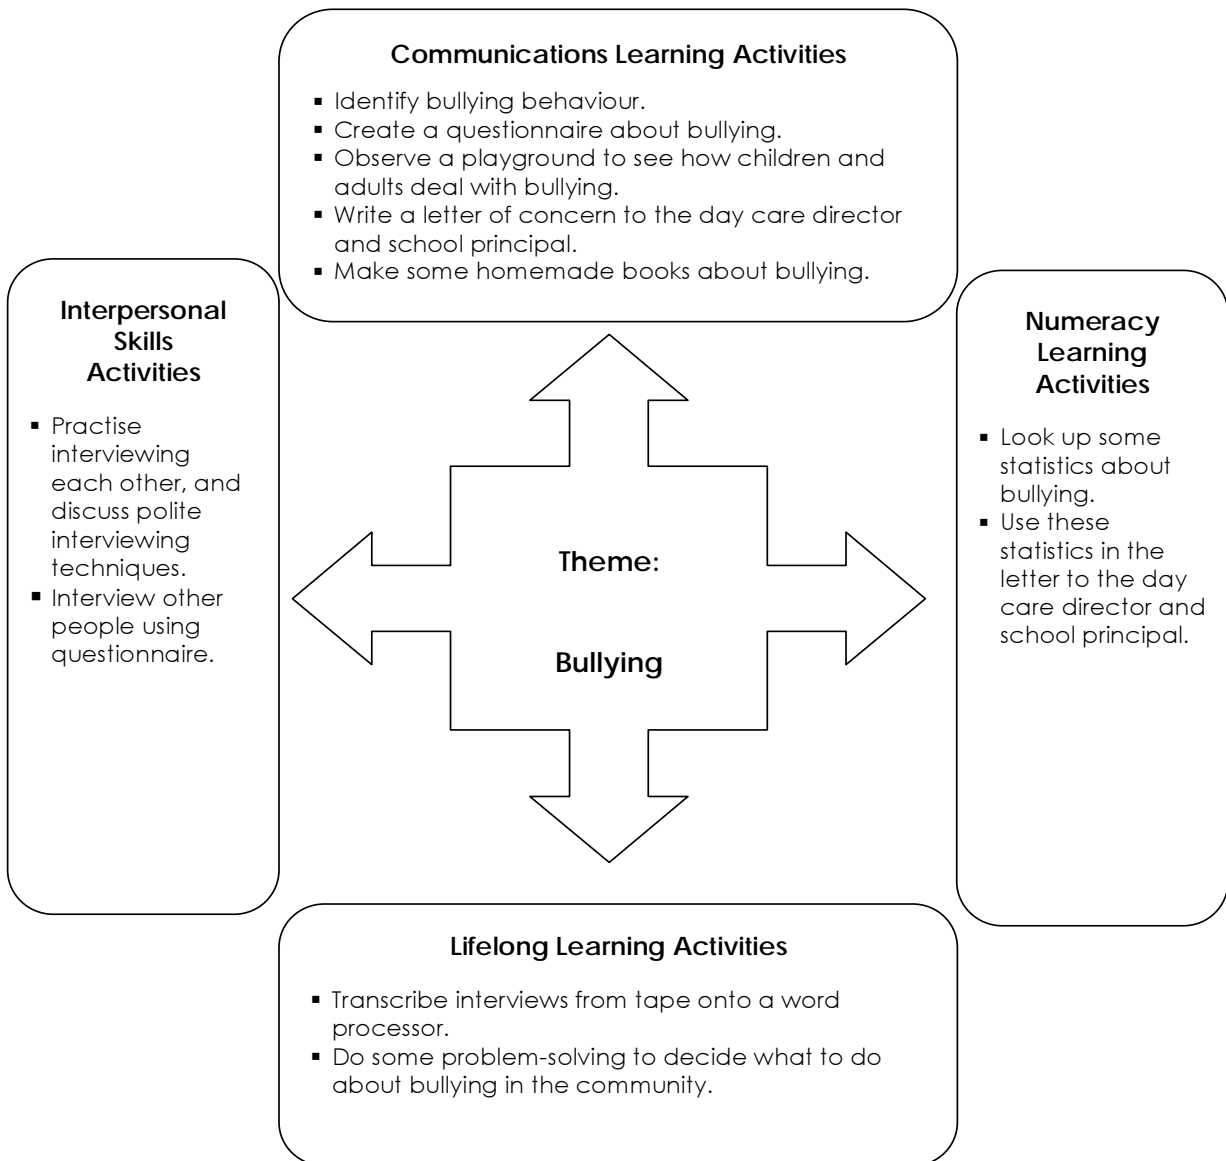 Communications Learning Activities
▪ Identify bullying behaviour.
▪ Create a questionnaire about bullying.
▪ Observe a playground to see how children and
adults deal with bullying.
▪ Write a letter of concern to the day care director
and school principal.
▪ Make some homemade books about bullying.
Interpersonal
Skills
Activities
▪ Practise
interviewing
each other, and
discuss polite
interviewing
techniques.
▪ Interview other
people using
questionnaire.
Theme:
Bullying
Numeracy
Learning
Activities
▪ Look up some
statistics about
bullying.
▪ Use these
statistics in the
letter to the day
care director and
school principal.
Lifelong Learning Activities
▪ Transcribe interviews from tape onto a word
processor.
▪ Do some problem-solving to decide what to do
about bullying in the community.